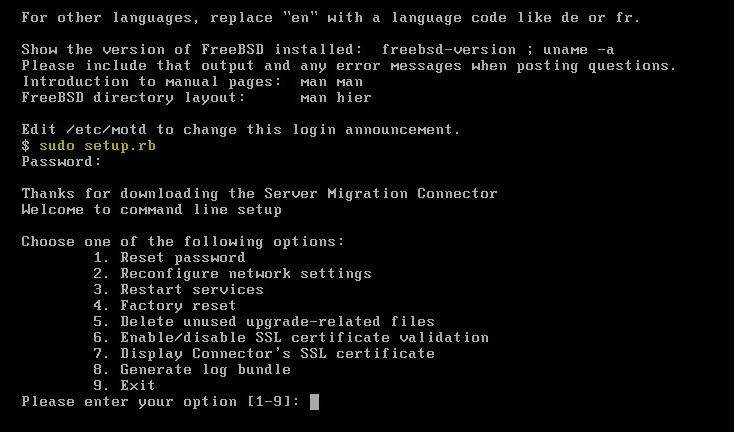 For other languages, replace "en" with a language code like de or fr.
Show the version of FreeBSD installed:  freebsd-version ; uname -a
Please include that output and any error messages when posting questions.
Introduction to manual pages:  man man
FreeBSD directory layout:      man hier
Edit /etc/motd to change this login announcement.
$ sudo setup.rb
Password:
Thanks for downloading the Server Migration Connector
Welcome to command line setup
Choose one of the following options:
1. Reset password
2. Reconfigure network settings
3. Restart services
4. Factory reset
5. Delete unused upgrade-related files
6. Enable/disable SSL certificate validation
7. Display Connector's SSL certificate
8. Generate log bundle
9. Exit
Please enter your option [1-9]: